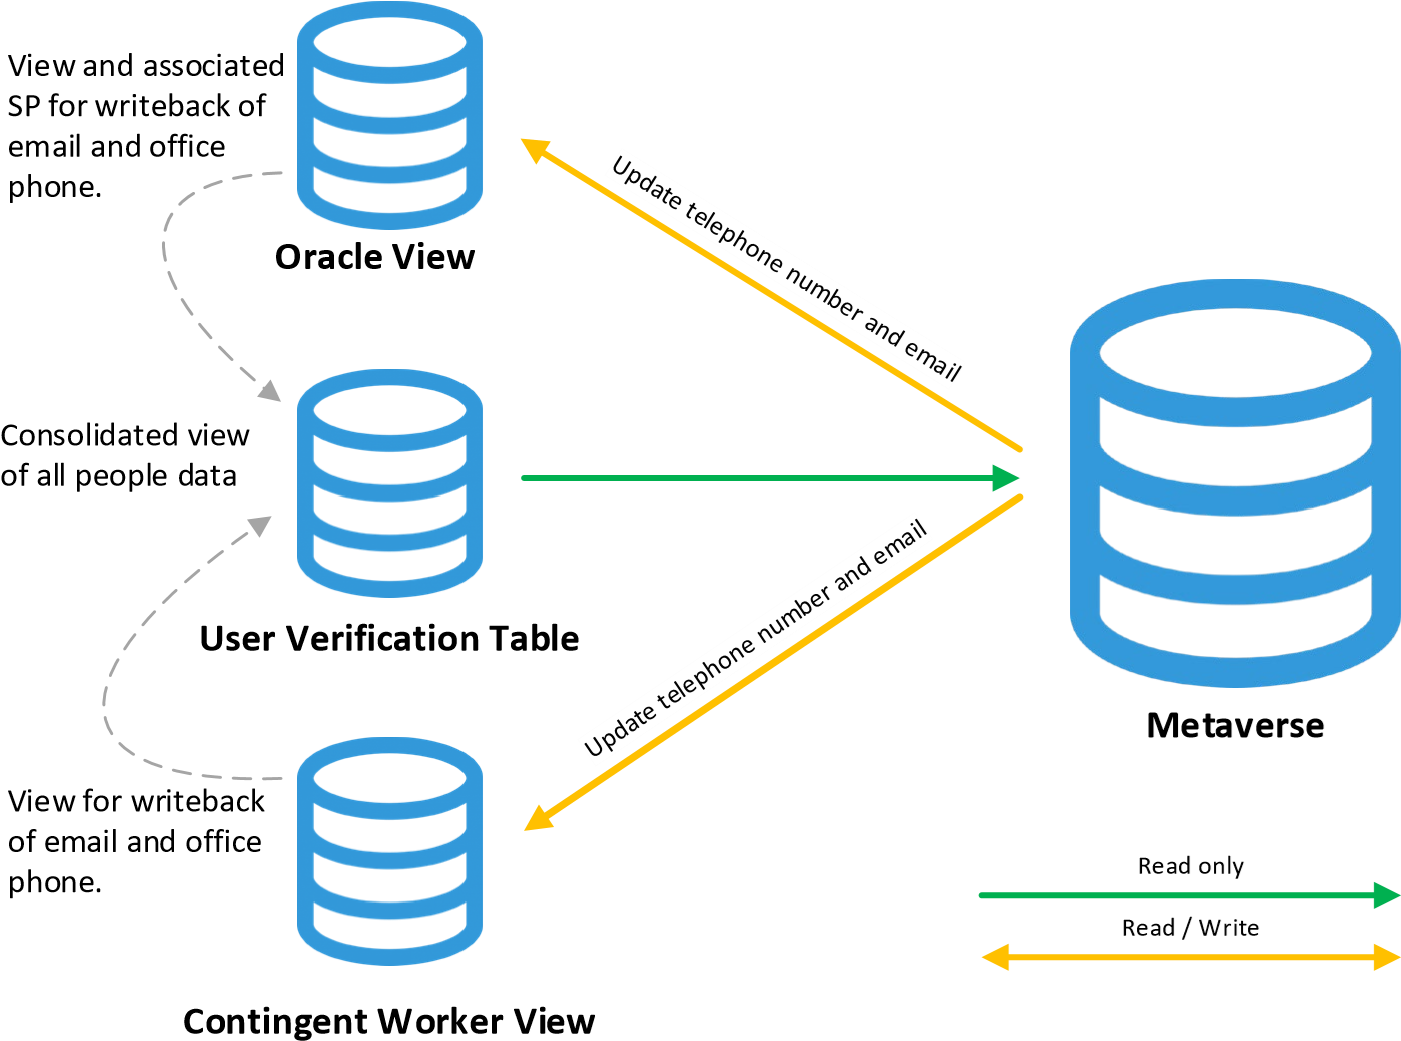 View and associated
SP for writeback of
email and office
phone.
Oracle View
Update telephone number and email
Consolidated view
of all people data
User Verification Table
Update telephone number and email
Metaverse
View for writeback
of email and office
phone.
Contingent Worker View
Read only
Read / Write